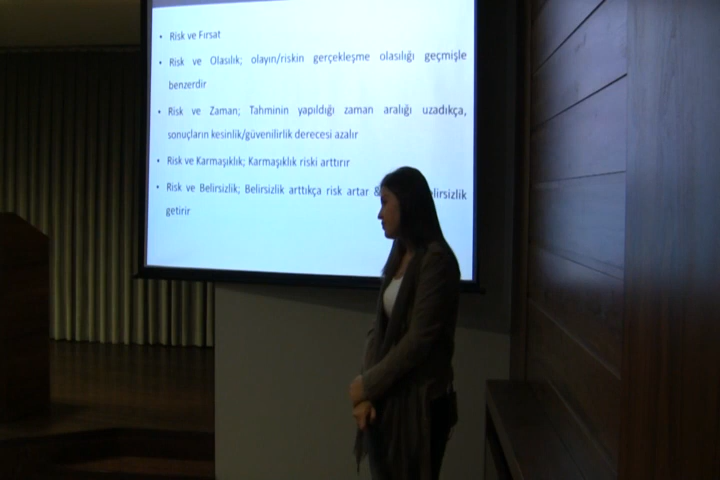 • Risk ve Fırsat
• Risk ve Olasılık; olayın/riskin gerçekleşme olasılığı geçmişle
benzerdir
• Risk ve Zaman; Tahminin yapıldığı zaman aralığı uzadıkça,
sonuçların kesinlik/güvenilirlik derecesi azalır
• Risk ve Karmaşıklık; Karmaşıklık riski arttırır
• Risk ve Belirsizlik; Belirsizlik arttıkça risk artar &
getirir